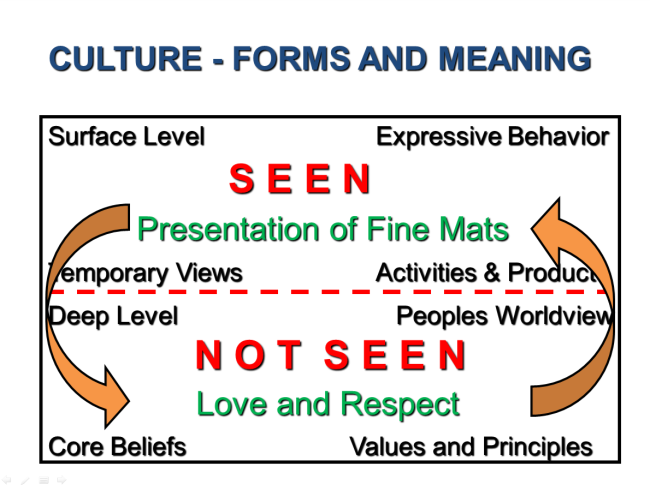 CULTURE - FORMS AND MEANING
Surface Level Expressive Behavior
S E E N
Presentation of Fine Mats
Temporary Views Activities & Product
Deep Level Peoples Worldview
N O T S E E N
Love and Respect
Core Beliefs Values and Principles